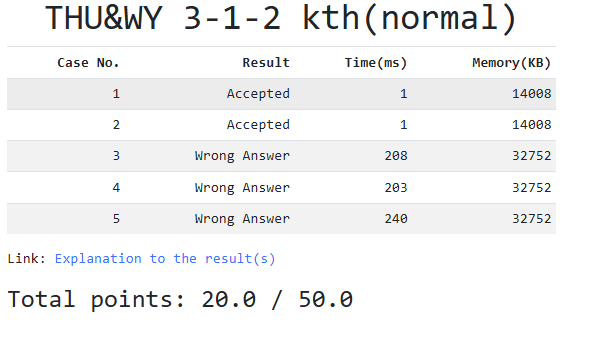 THU&WY 3-1-2 kth(normal)
Case No. Result Time(ms) Memory(KB)
1 Accepted 1 14008
2 Accepted 1 14008
3 Wrong Answer 208 32752
4 Wrong Answer 203 32752
5 Wrong Answer 240 32752
Link: Explanation to the result(s)
Total points: 20.0 / 50.0